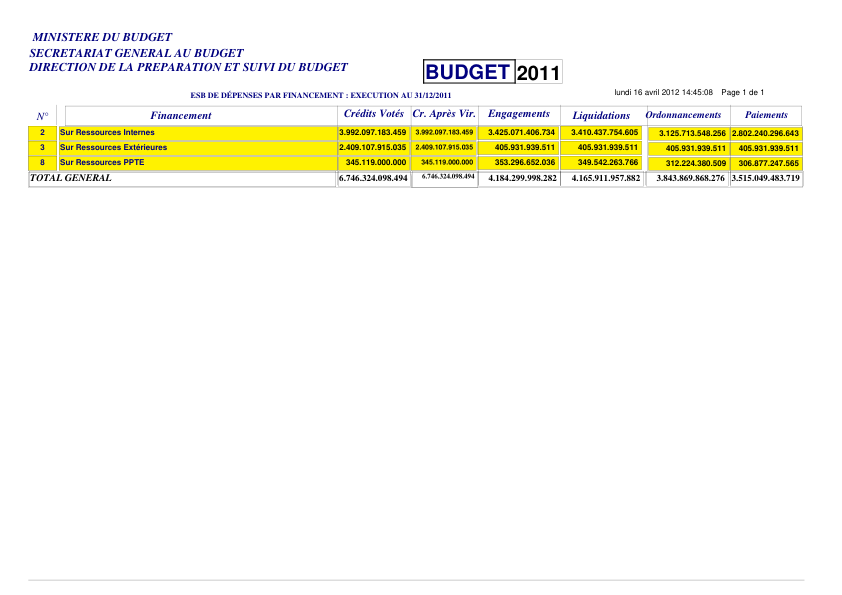 MINISTERE DU BUDGET
SECRETARIAT GENERAL AU BUDGET
DIRECTION DE LA PREPARATION ET SUIVI DU BUDGET
BUDGET 2011
ESB DE DÉPENSES PAR FINANCEMENT : EXECUTION AU 31/12/2011
lundi 16 avril 2012 14:45:08 Page 1 de 1
N° Financement Crédits Votés Cr. Après Vir. Engagements Liquidations Ordonnancements Paiements
2 Sur Ressources Internes 3.992.097.183.459 3.992.097.183.459 3.425.071.406.734 3.410.437.754.605 3.125.713.548.256 2.802.240.296.643
3 Sur Ressources Extérieures 2.409.107.915.035 2.409.107.915.035 405.931.939.511 405.931.939.511 405.931.939.511 405.931.939.511
8 Sur Ressources PPTE 345.119.000.000 345.119.000.000 353.296.652.036 349.542.263.766 312.224.380.509 306.877.247.565
TOTAL GENERAL 6.746.324.098.494 6.746.324.098.494 4.184.299.998.282 4.165.911.957.882 3.843.869.868.276 3.515.049.483.719